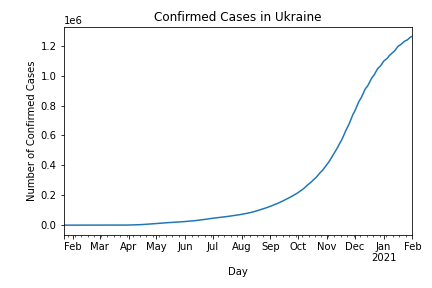 Confirmed Cases in Ukraine
1e6
Number of Confirmed Cases
1.2
1.0
0.8
0.6
0.4
0.2
0.0
Feb Mar Apr May Jun Jul Aug Sep Oct Nov Dec Jan Feb
2021
Day